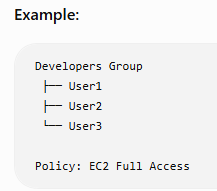 Example:
Developers Group
├── User1
├── User2
└── User3
Policy: EC2 Full Access